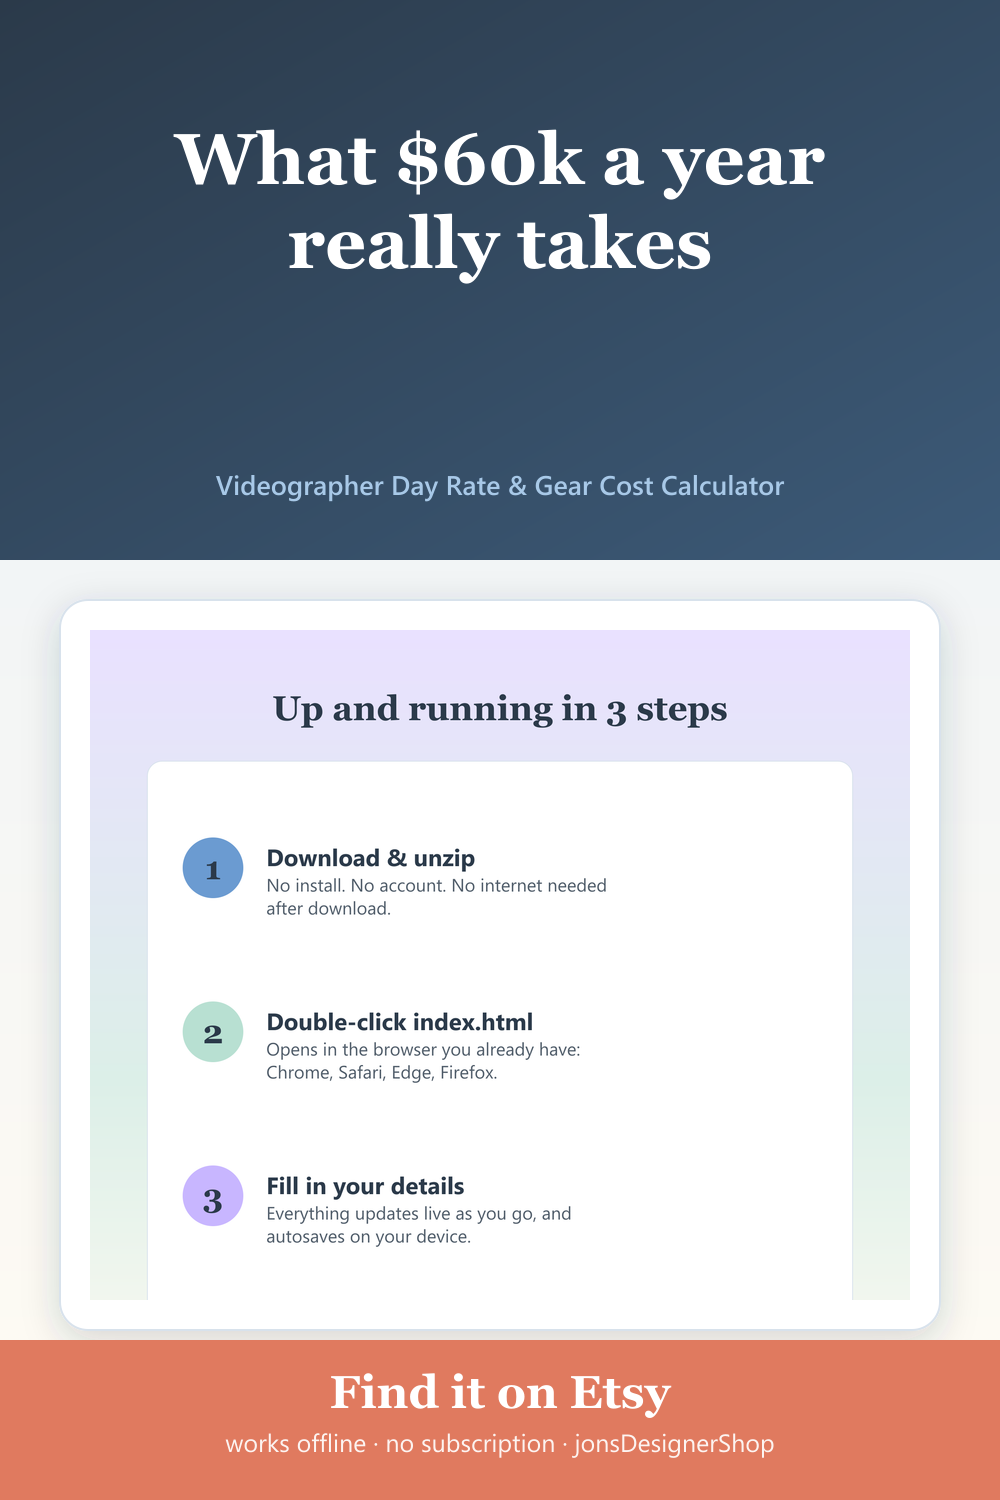 What $60k a year
really takes
Videographer Day Rate & Gear Cost Calculator
Up and running in 3 steps
1
Download & unzip
No install. No account. No internet needed
after download.
2
Double-click index.html
Opens in the browser you already have:
Chrome, Safari, Edge, Firefox.
3
Fill in your details
Everything updates live as you go, and
autosaves on your device.
Find it on Etsy
works offline · no subscription · jonsDesignerShop